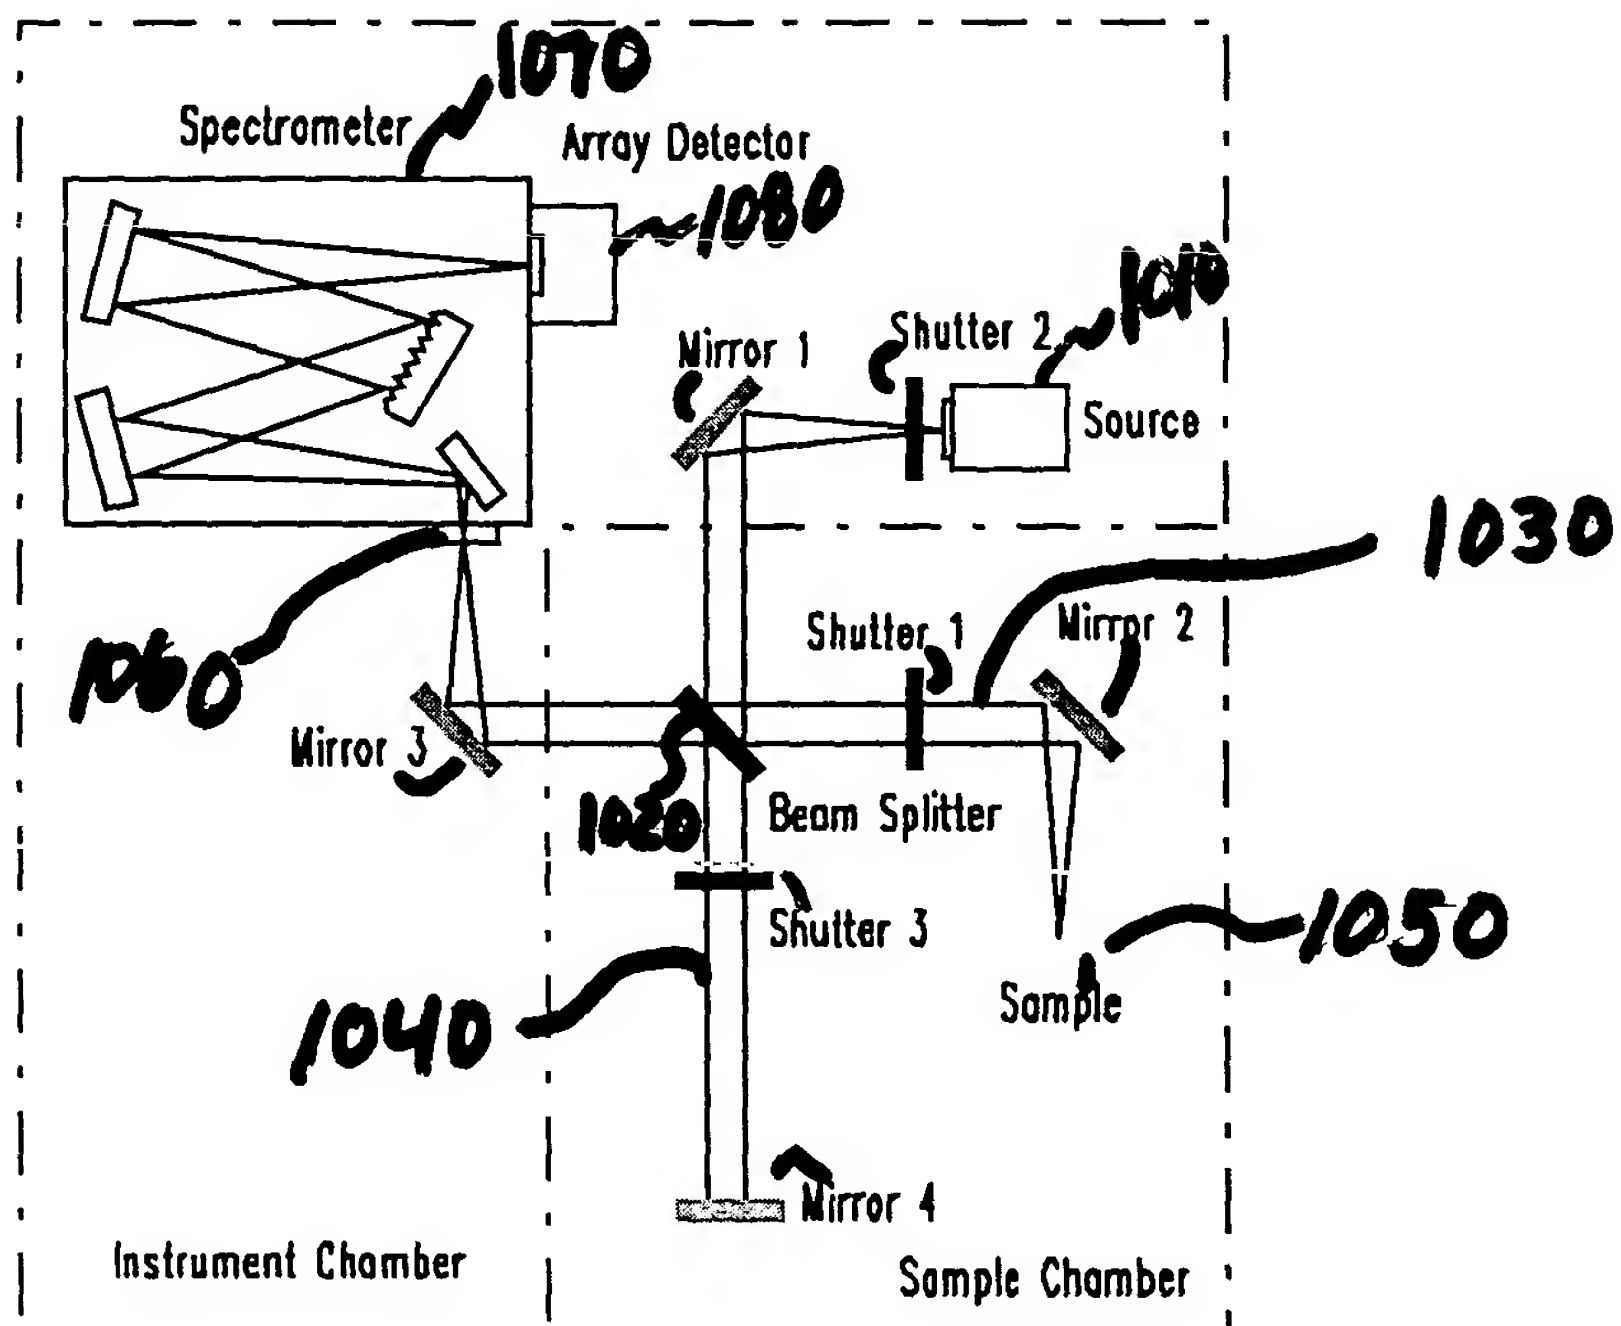 1070
Spectrometer
Array Detector
1080
1010
Shutter 2
Mirror 1
Source
1030
Shutter 1
Mirror 2
1060
Mirror 3
1020
Beam Splitter
Shutter 3
1050
Sample
1040
Mirror 4
Instrument Chamber
Sample Chamber